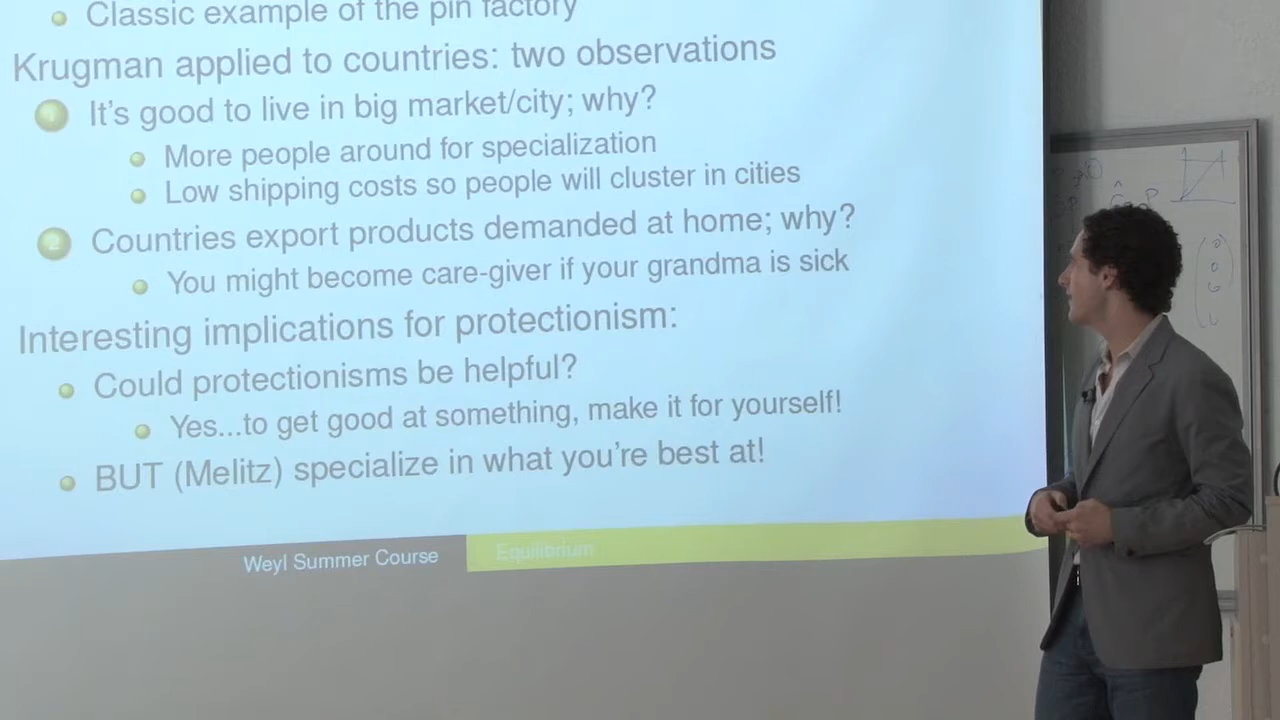 Classic example of the pin factory
Krugman applied to countries: two observations
1 It's good to live in big market/city; why?
More people around for specialization
Low shipping costs so people will cluster in cities
2 Countries export products demanded at home; why?
You might become care-giver if your grandma is sick
Interesting implications for protectionism:
Could protectionisms be helpful?
Yes...to get good at something, make it for yourself!
BUT (Melitz) specialize in what you're best at!
Weyl Summer Course
Equilibrium